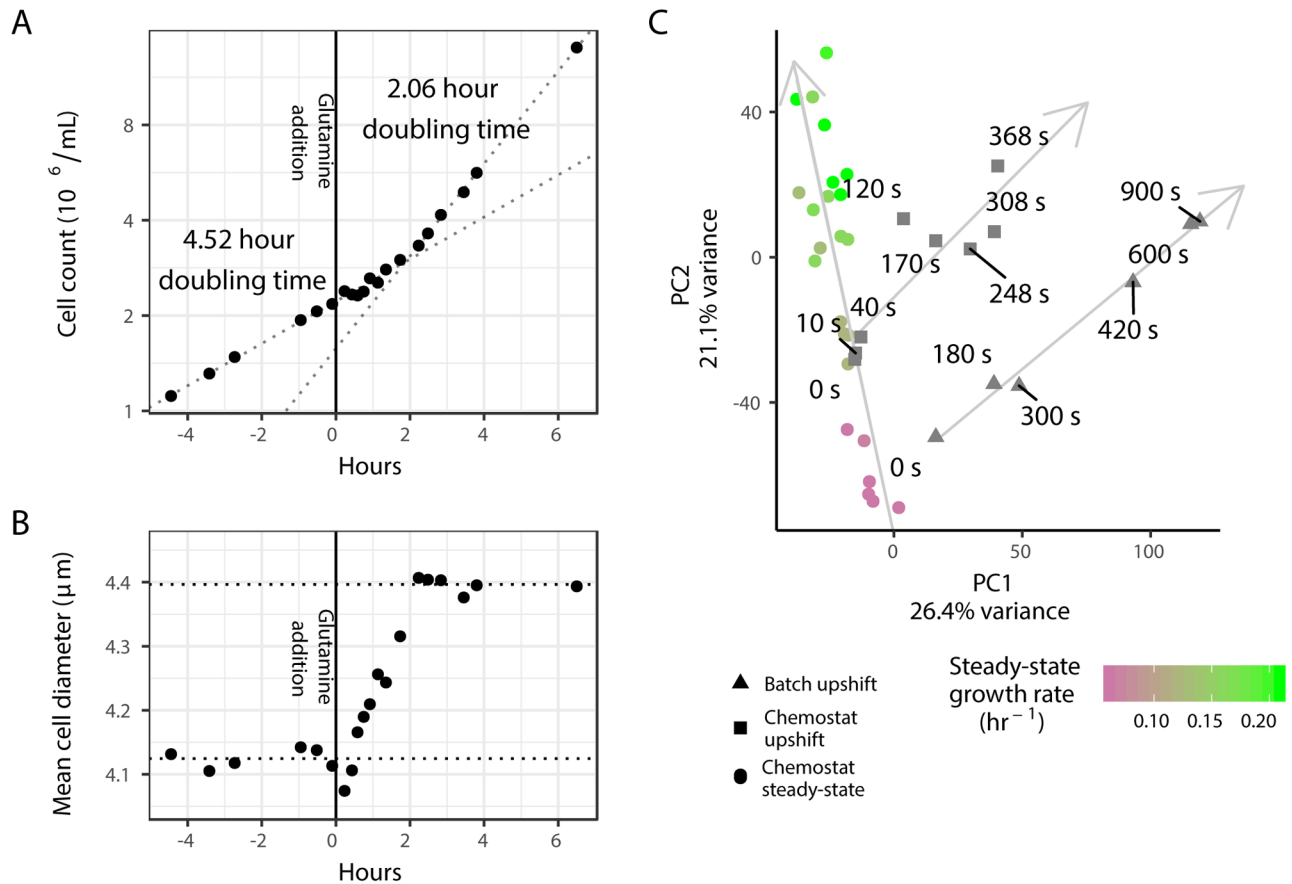 A
Cell count (10 6 /mL)
8
4
2
1
4.52 hour
doubling time
Glutamine
addition
2.06 hour
doubling time
-4
-2
0
2
4
6
Hours
B
Mean cell diameter (μm)
4.4
4.3
4.2
4.1
Glutamine
addition
-4
-2
0
2
4
6
Hours
C
PC2
21.1% variance
40
0
-40
368 s
120 s
308 s
900 s
170 s
600 s
248 s
40 s
10 s
420 s
180 s
0 s
300 s
0 s
0
50
100
PC1
26.4% variance
Batch upshift
Chemostat
upshift
Chemostat
steady-state
Steady-state
growth rate
(hr − 1)
0.10
0.15
0.20